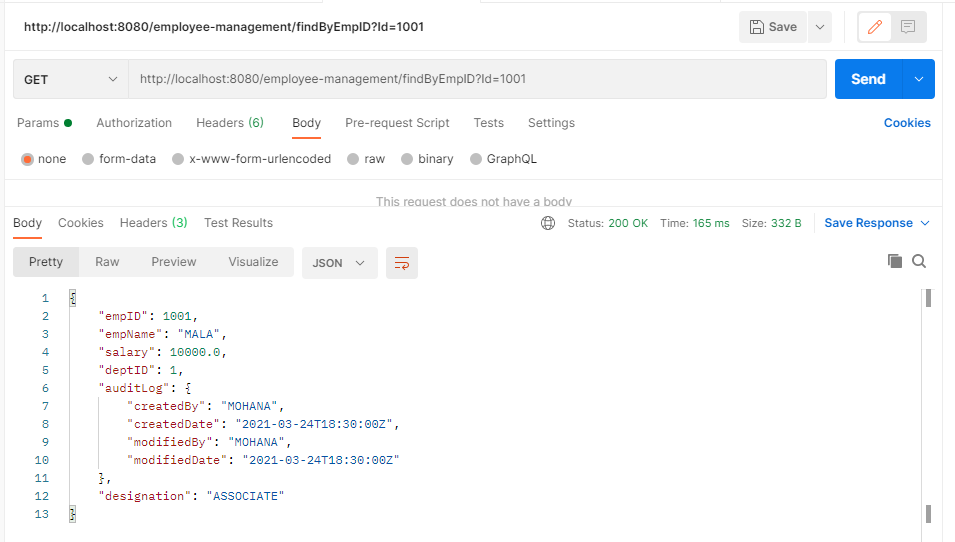 http://localhost:8080/employee-management/findByEmpID?Id=1001
Save
GET
http://localhost:8080/employee-management/findByEmpID?Id=1001
Send
Params
Authorization
Headers (6)
Body
Pre-request Script
Tests
Settings
Cookies
none
form-data
x-www-form-urlencoded
raw
binary
GraphQL
This request does not have a body
Body
Cookies
Headers (3)
Test Results
Status: 200 OK
Time: 165 ms
Size: 332 B
Save Response
Pretty
Raw
Preview
Visualize
JSON
1 {
2 "empID": 1001,
3 "empName": "MALA",
4 "salary": 10000.0,
5 "deptID": 1,
6 "auditLog": {
7 "createdBy": "MOHANA",
8 "createdDate": "2021-03-24T18:30:00Z",
9 "modifiedBy": "MOHANA",
10 "modifiedDate": "2021-03-24T18:30:00Z"
11 },
12 "designation": "ASSOCIATE"
13 }